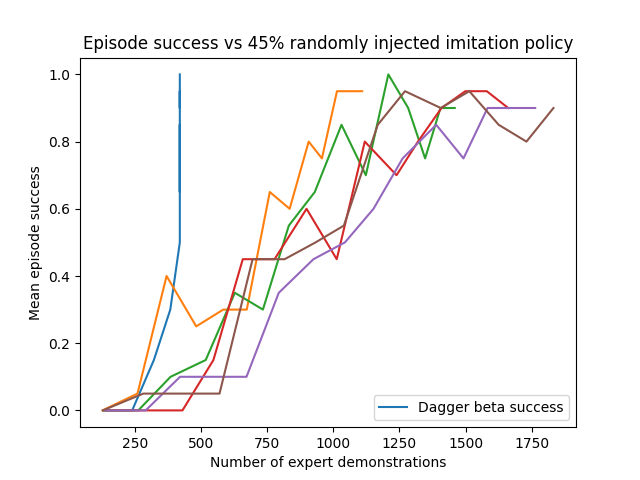 Episode success vs 45% randomly injected imitation policy
Mean episode success
1.0
0.8
0.6
0.4
0.2
0.0
Dagger beta success
250 500 750 1000 1250 1500 1750
Number of expert demonstrations